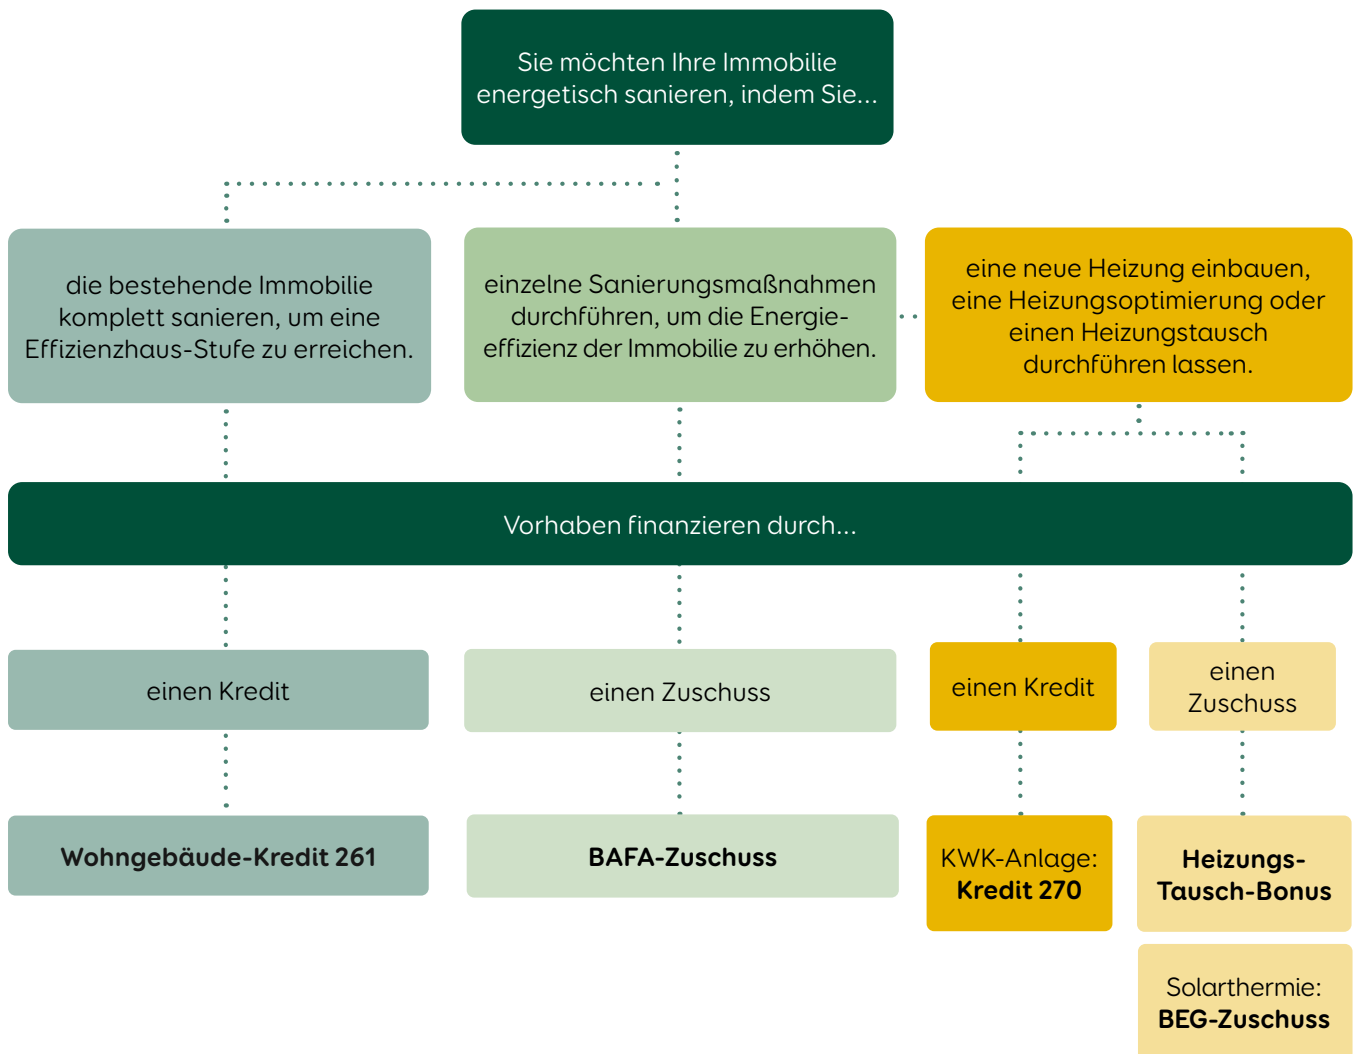 Sie möchten Ihre Immobilie
energetisch sanieren, indem Sie...
die bestehende Immobilie
komplett sanieren, um eine
Effizienzhaus-Stufe zu erreichen.
einzelne Sanierungsmaßnahmen
durchführen, um die Energie-
effizienz der Immobilie zu erhöhen.
eine neue Heizung einbauen,
eine Heizungsoptimierung oder
einen Heizungstausch
durchführen lassen.
Vorhaben finanzieren durch...
einen Kredit
einen Zuschuss
einen Kredit
einen
Zuschuss
Wohngebäude-Kredit 261
BAFA-Zuschuss
KWK-Anlage:
Kredit 270
Heizungs-
Tausch-Bonus
Solarthermie:
BEG-Zuschuss